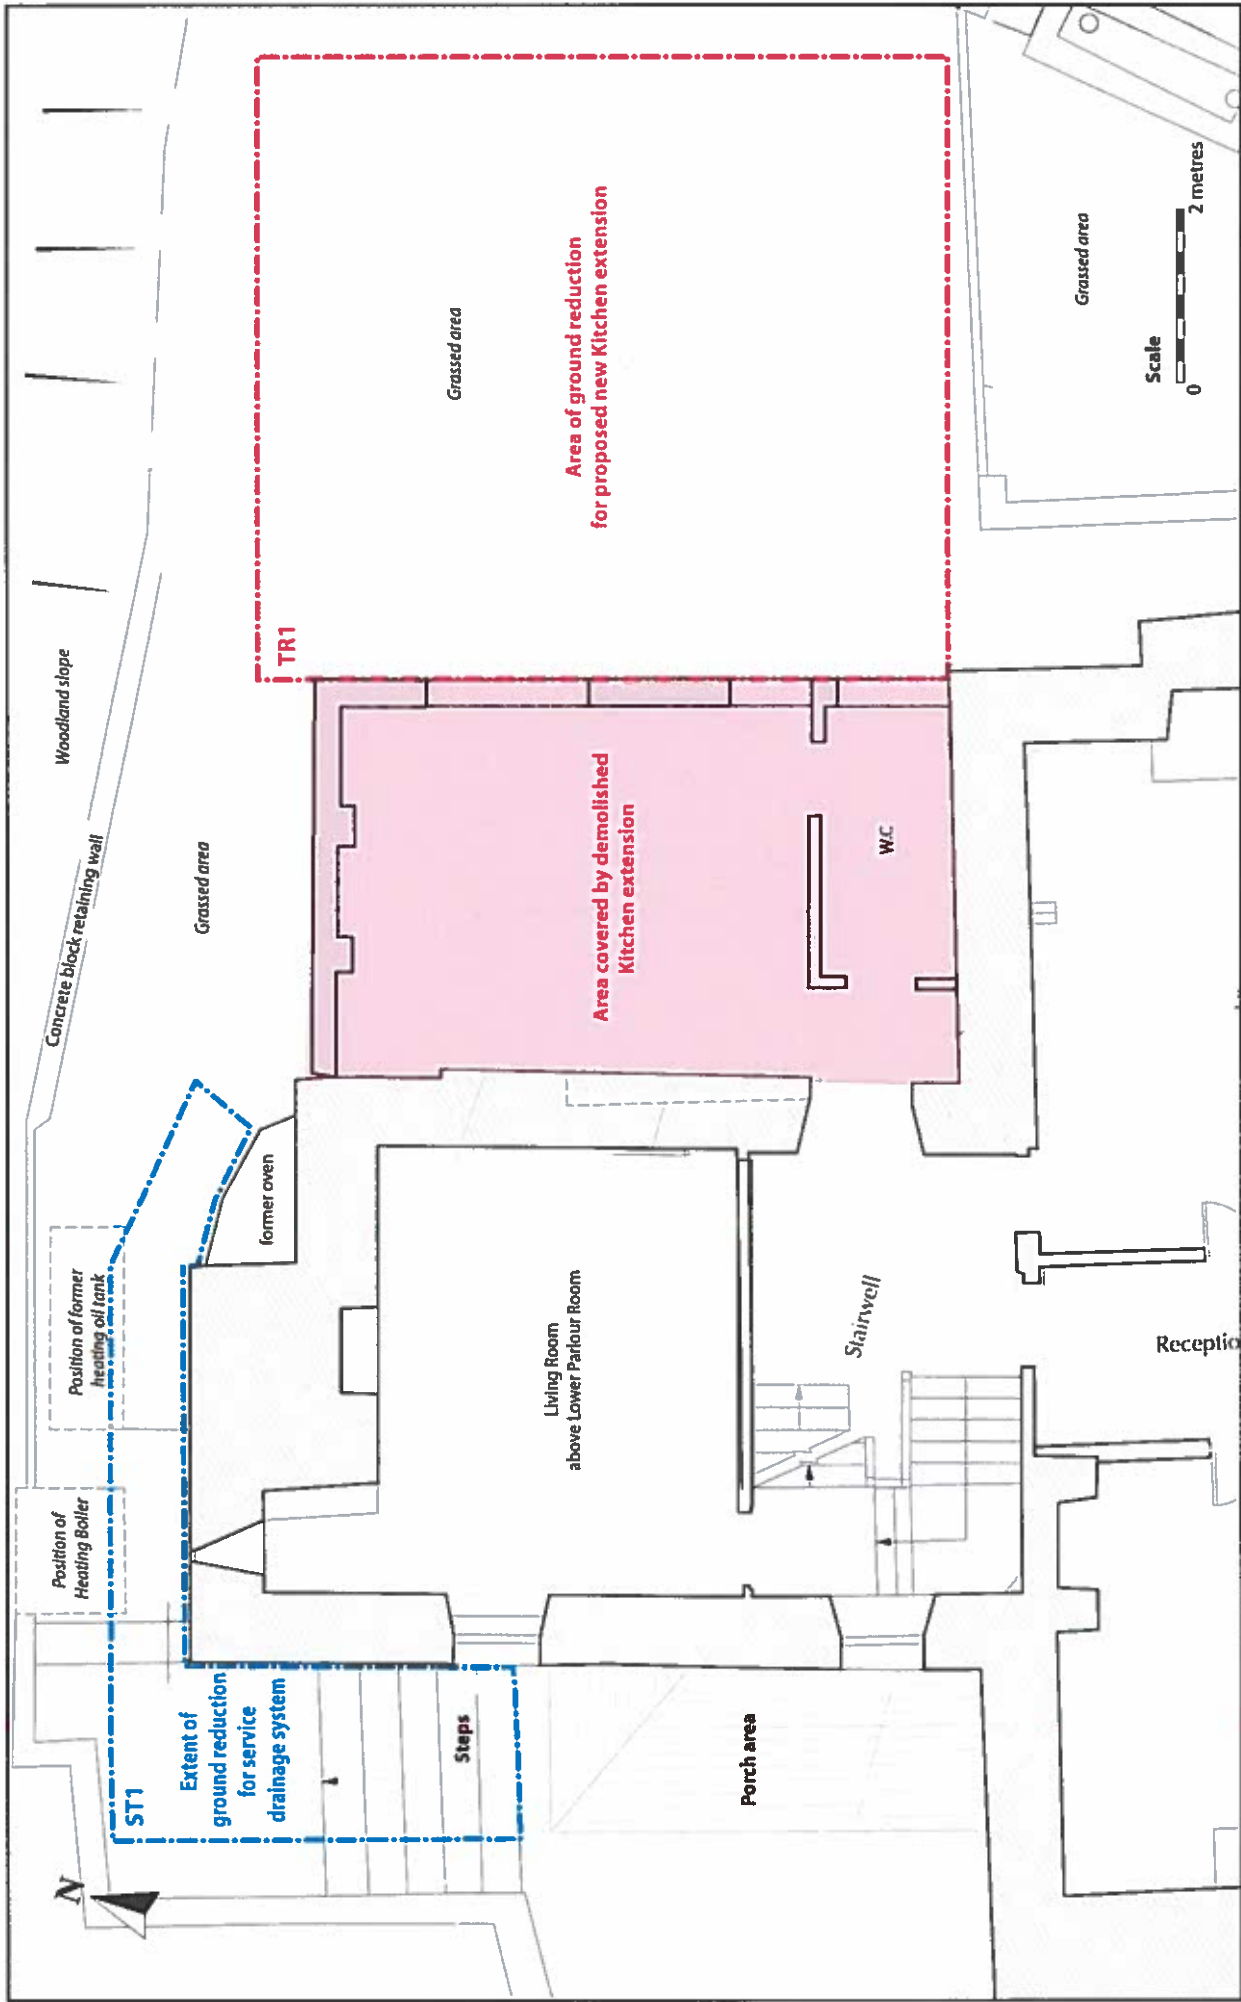 N
ST1
Extent of
ground reduction
for service
drainage system
Steps
Porch area
Position of
Heating Boiler
Position of former
heating oil tank
former oven
Living Room
above Lower Parlour Room
Stairwell
Receptio
Concrete block retaining wall
Woodland slope
Grassed area
Area covered by demolished
Kitchen extension
W.C
TR1
Grassed area
Area of ground reduction
for proposed new Kitchen extension
Grassed area
Scale
0 2 metres